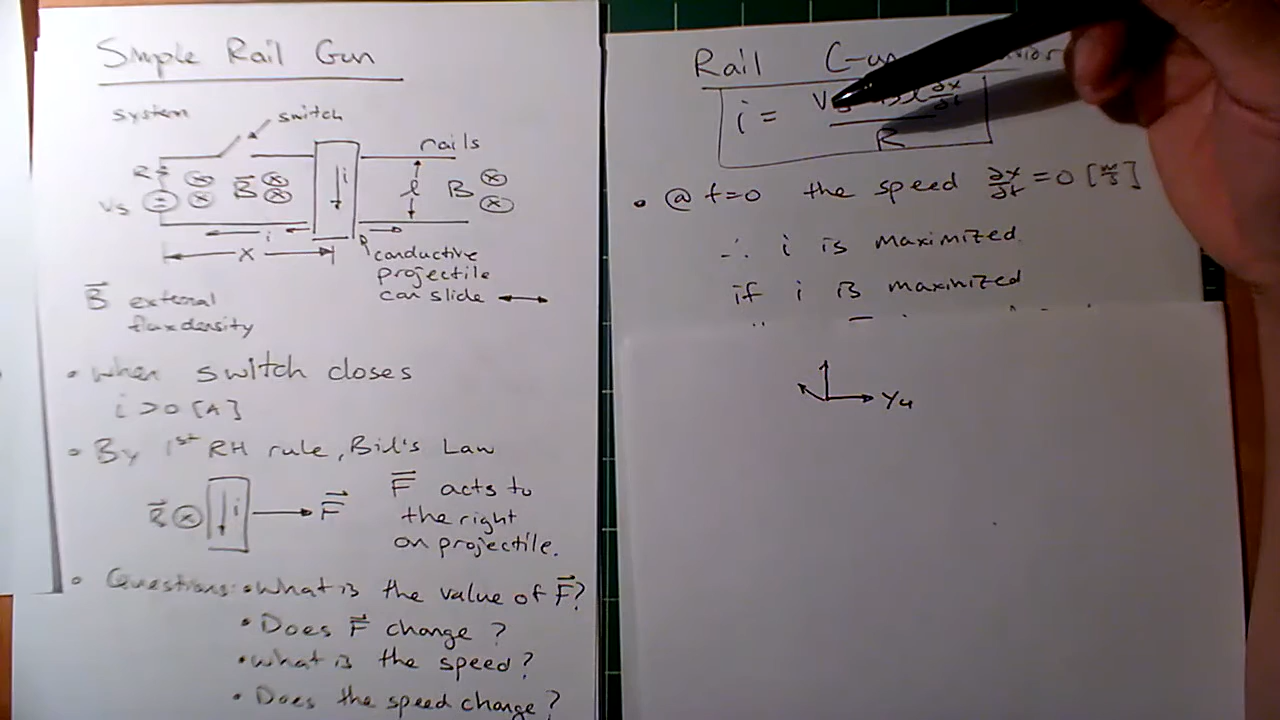 Simple Rail Gun
system
switch
rails
R
B
i
l
B
Vs
i
x
conductive
projectile
can slide
B external
flux density
• when switch closes
i > 0 [A]
• By 1st RH rule, Bil's Law
B i F
F acts to
the right
on projectile.
• Questions: • What is the value of F?
• Does F change ?
• what is the speed?
• Does the speed change ?
Rail
i =
∂x
∂t
R
• @ t=0 the speed ∂x/∂t = 0 [m/s]
∴ i is maximized.
if i is maximized